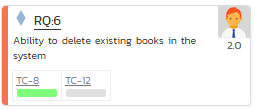 RQ:6
Ability to delete existing books in the
system
2.0
TC-8 TC-12